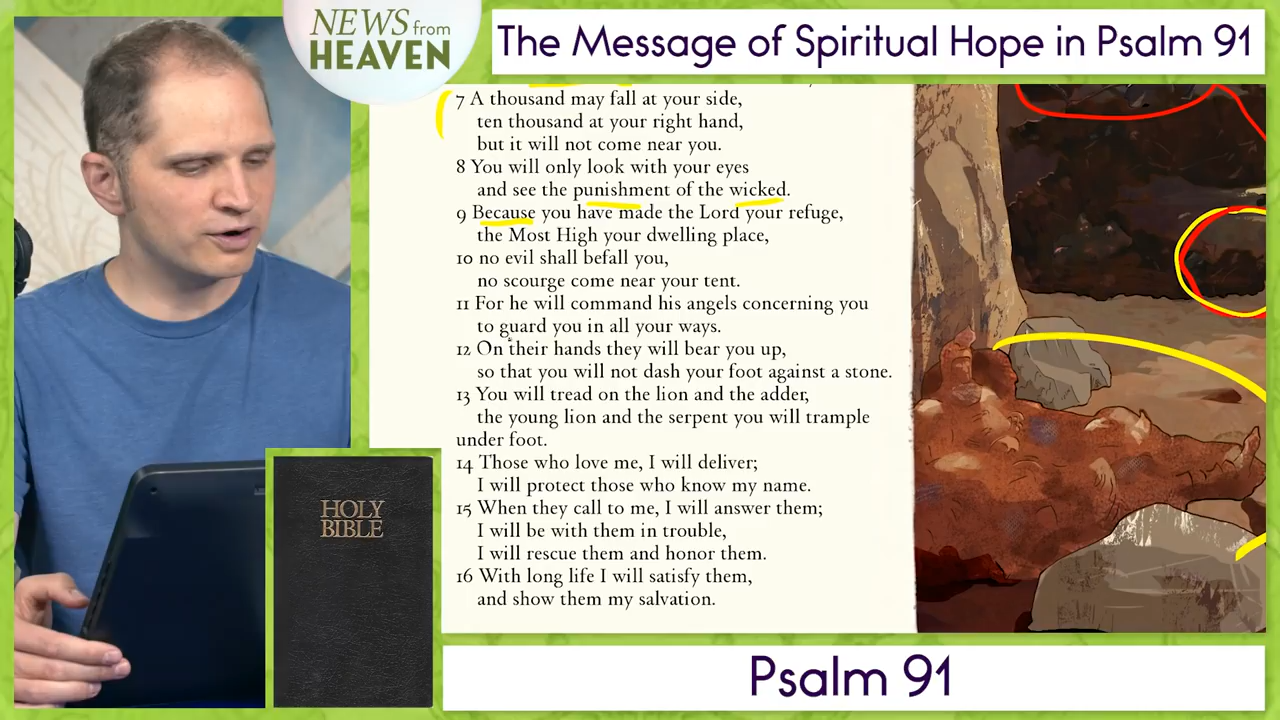 NEWS from
HEAVEN
The Message of Spiritual Hope in Psalm 91
7 A thousand may fall at your side,
ten thousand at your right hand,
but it will not come near you.
8 You will only look with your eyes
and see the punishment of the wicked.
9 Because you have made the Lord your refuge,
the Most High your dwelling place,
10 no evil shall befall you,
no scourge come near your tent.
11 For he will command his angels concerning you
to guard you in all your ways.
12 On their hands they will bear you up,
so that you will not dash your foot against a stone.
13 You will tread on the lion and the adder,
the young lion and the serpent you will trample
under foot.
14 Those who love me, I will deliver;
I will protect those who know my name.
15 When they call to me, I will answer them;
I will be with them in trouble,
I will rescue them and honor them.
16 With long life I will satisfy them,
and show them my salvation.
HOLY
BIBLE
Psalm 91